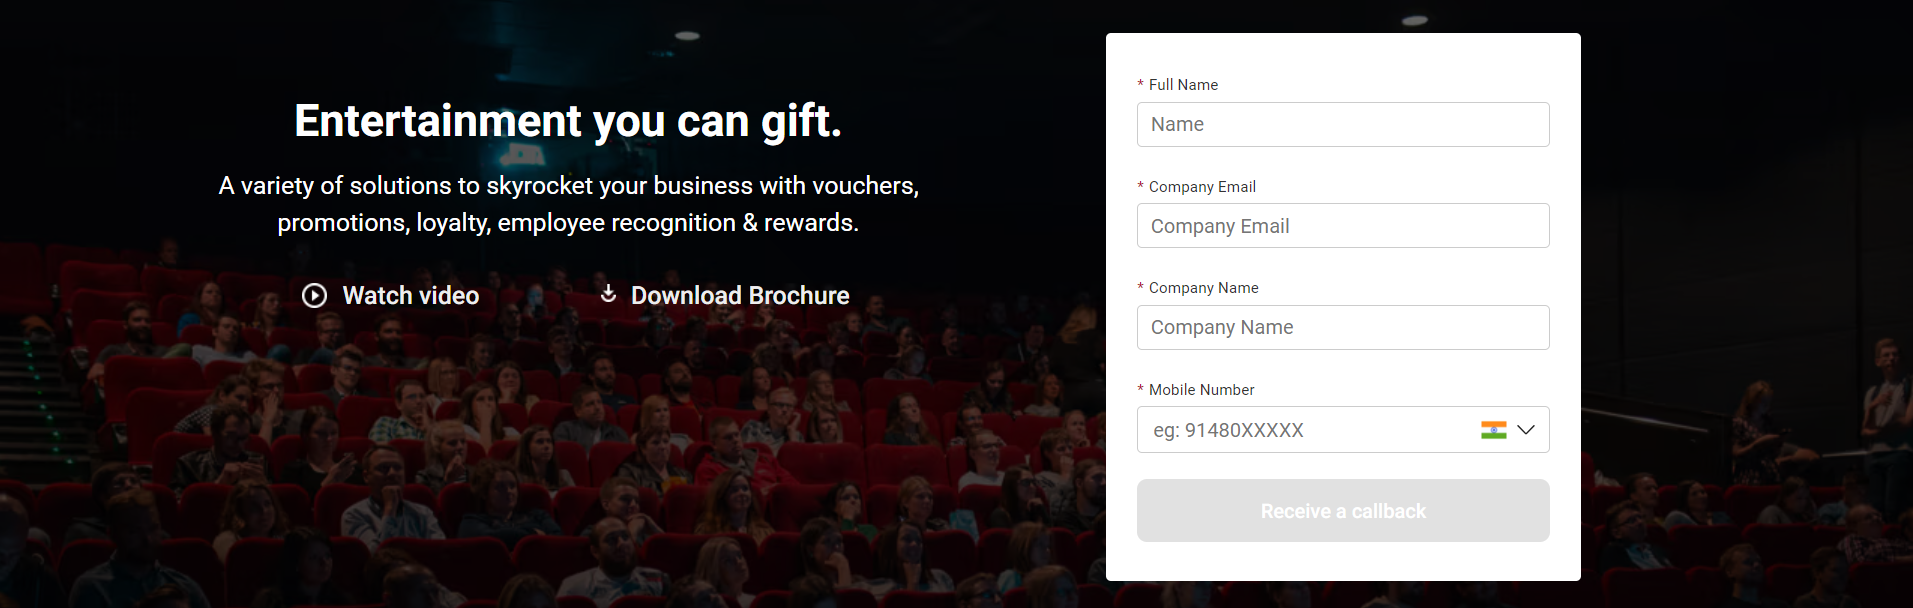 Entertainment you can gift.
A variety of solutions to skyrocket your business with vouchers,
promotions, loyalty, employee recognition & rewards.
Watch video
Download Brochure
* Full Name
Name
* Company Email
Company Email
* Company Name
Company Name
* Mobile Number
eg: 91480XXXXX
Receive a callback